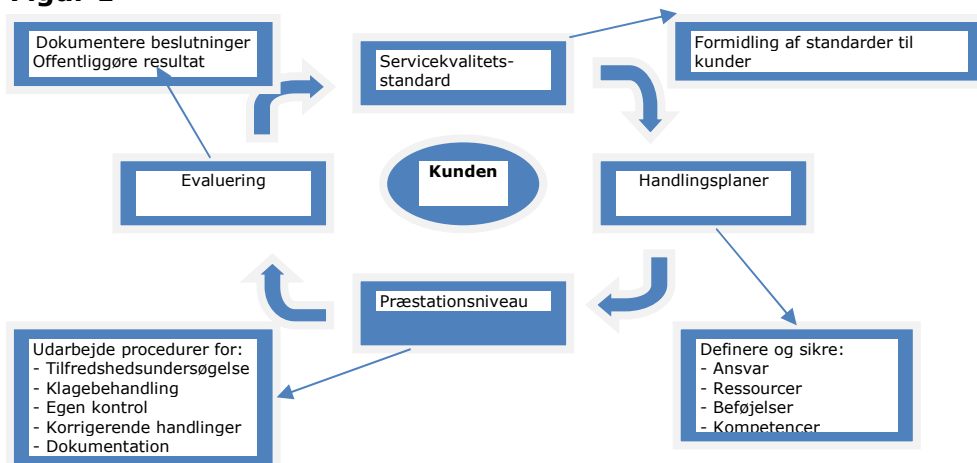 Dokumentere beslutninger
Offentliggøre resultat
Servicekvalitets-
standard
Formidling af standarder til
kunder
Evaluering
Kunden
Handlingsplaner
Præstationsniveau
Udarbejde procedurer for:
- Tilfredshedsundersøgelse
- Klagebehandling
- Egen kontrol
- Korrigerende handlinger
- Dokumentation
Definere og sikre:
- Ansvar
- Ressourcer
- Beføjelser
- Kompetencer